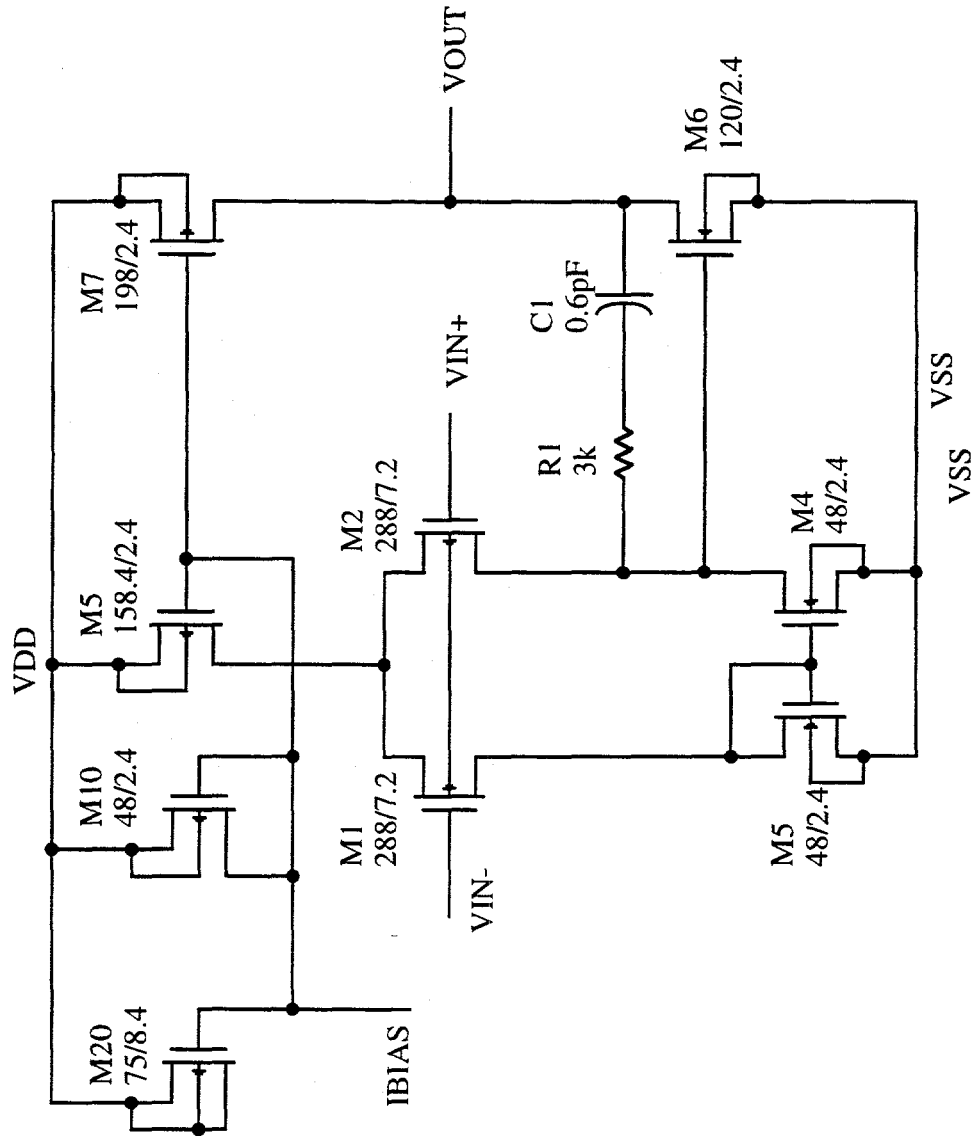 VDD
M20
75/8.4
M10
48/2.4
M5
158.4/2.4
M7
198/2.4
IBIAS
M1
288/7.2
M2
288/7.2
VIN-
VIN+
VOUT
R1
3k
C1
0.6pF
M5
48/2.4
M4
48/2.4
M6
120/2.4
VSS
VSS